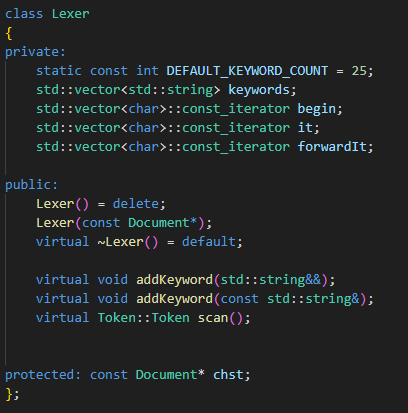 class Lexer
{
private:
    static const int DEFAULT_KEYWORD_COUNT = 25;
    std::vector<std::string> keywords;
    std::vector<char>::const_iterator begin;
    std::vector<char>::const_iterator it;
    std::vector<char>::const_iterator forwardIt;

public:
    Lexer() = delete;
    Lexer(const Document*);
    virtual ~Lexer() = default;

    virtual void addKeyword(std::string&&);
    virtual void addKeyword(const std::string&);
    virtual Token::Token scan();


protected: const Document* chst;
};